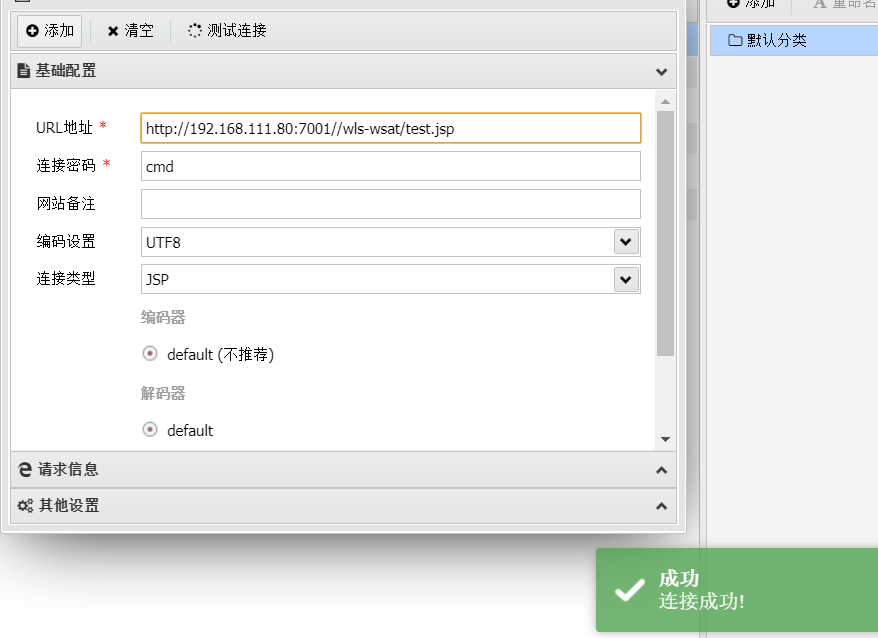 添加 清空 测试连接
添加 重命名
默认分类
基础配置
URL地址 * http://192.168.111.80:7001//wls-wsat/test.jsp
连接密码 * cmd
网站备注
编码设置 UTF8
连接类型 JSP
编码器
default (不推荐)
解码器
default
请求信息
其他设置
成功
连接成功!